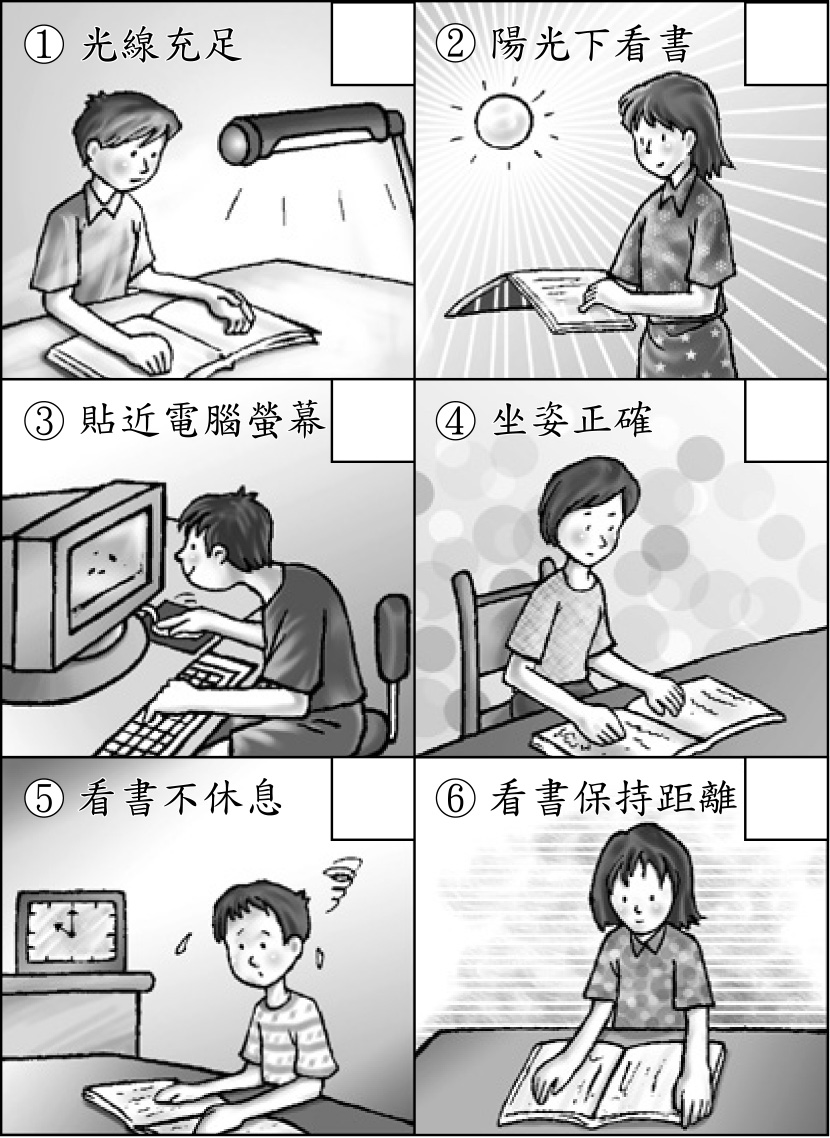 ① 光線充足
② 陽光下看書
③ 貼近電腦螢幕
④ 坐姿正確
⑤ 看書不休息
⑥ 看書保持距離